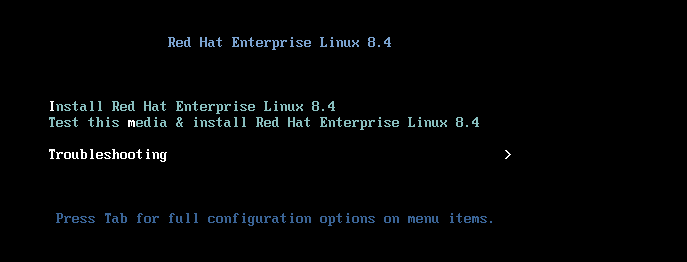 Red Hat Enterprise Linux 8.4
Install Red Hat Enterprise Linux 8.4
Test this media & install Red Hat Enterprise Linux 8.4
Troubleshooting >
Press Tab for full configuration options on menu items.